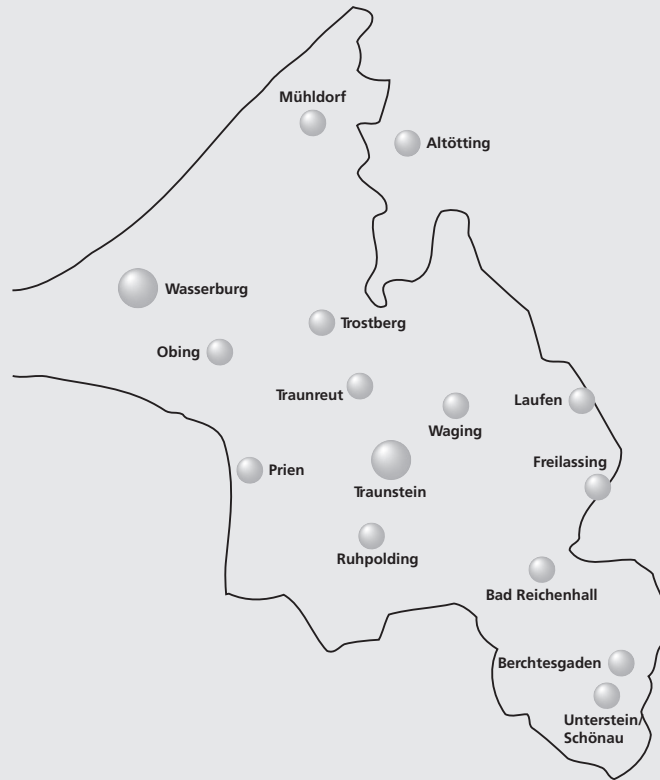 Mühldorf
Altötting
Wasserburg
Trostberg
Obing
Traunreut
Laufen
Waging
Freilassing
Prien
Traunstein
Ruhpolding
Bad Reichenhall
Berchtesgaden
Unterstein/
Schönau